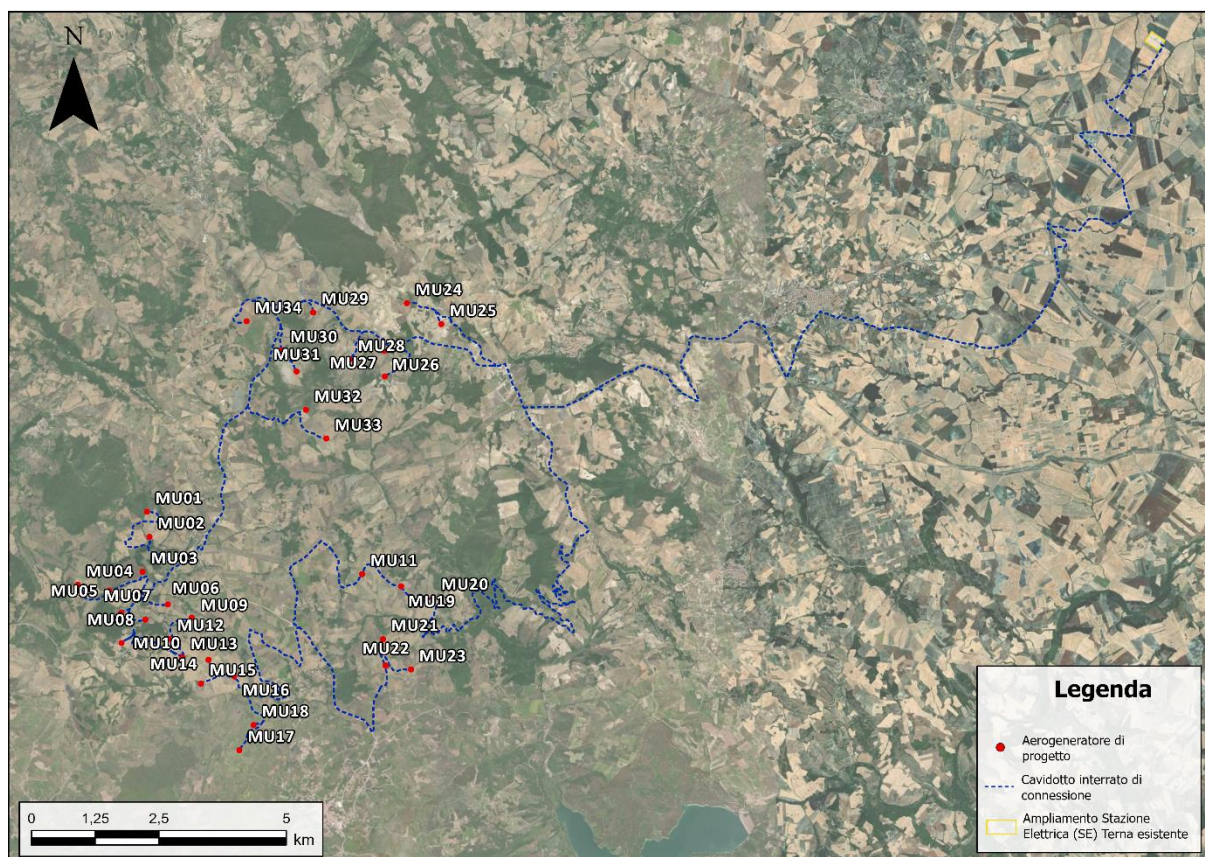 N
MU24
MU34
MU29
MU25
MU30
MU28
MU31
MU27
MU26
MU32
MU33
MU01
MU02
MU03
MU11
MU04
MU20
MU05
MU06
MU07
MU19
MU09
MU08
MU12
MU21
MU10
MU13
MU22
MU14
MU23
MU15
MU16
MU18
MU17
Legenda
Aerogeneratore di
progetto
Cavidotto interrato di
connessione
Ampliamento Stazione
Elettrica (SE) Terna esistente
0 1,25 2,5 5
km